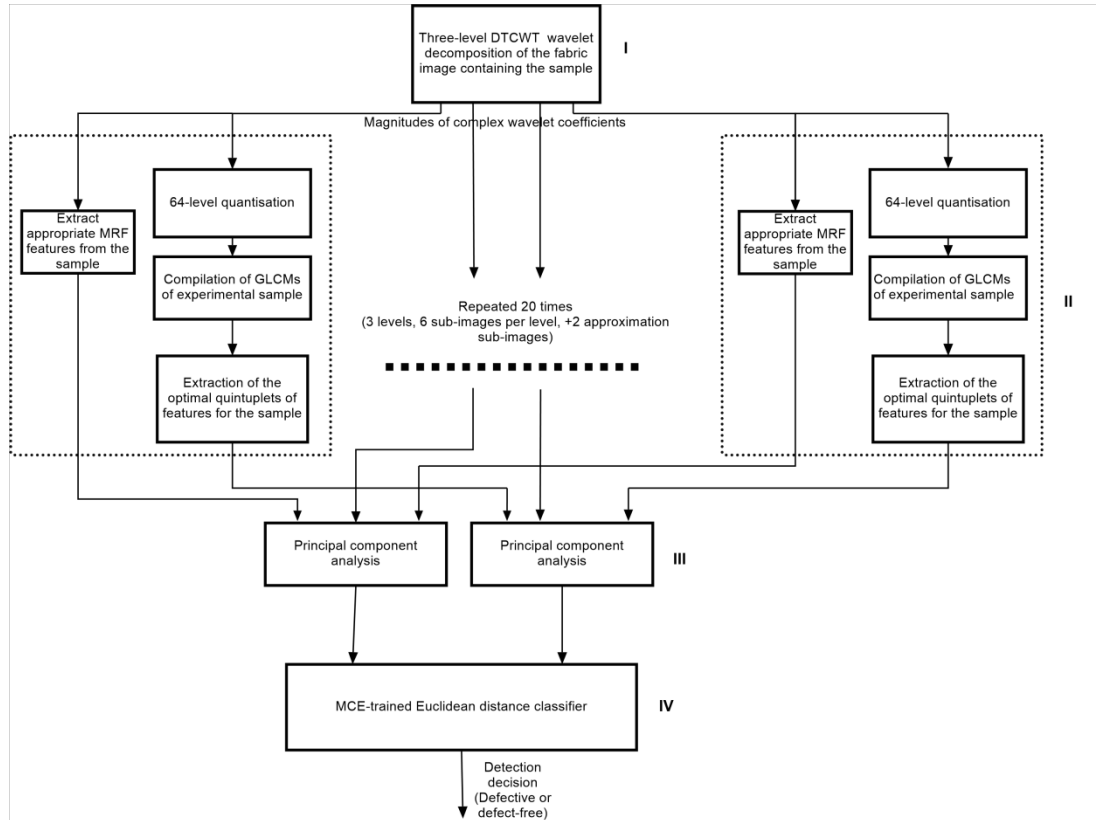 Three-level DTCWT wavelet
decomposition of the fabric
image containing the sample
I
Magnitudes of complex wavelet coefficients
64-level quantisation
Extract
appropriate MRF
features from the
sample
Compilation of GLCMs
of experimental sample
Extraction of the
optimal quintuplets of
features for the sample
Repeated 20 times
(3 levels, 6 sub-images per level, +2 approximation
sub-images)
64-level quantisation
Extract
appropriate MRF
features from the
sample
Compilation of GLCMs
of experimental sample
II
Extraction of the
optimal quintuplets of
features for the sample
Principal component
analysis
Principal component
analysis
III
MCE-trained Euclidean distance classifier
IV
Detection
decision
(Defective or
defect-free)